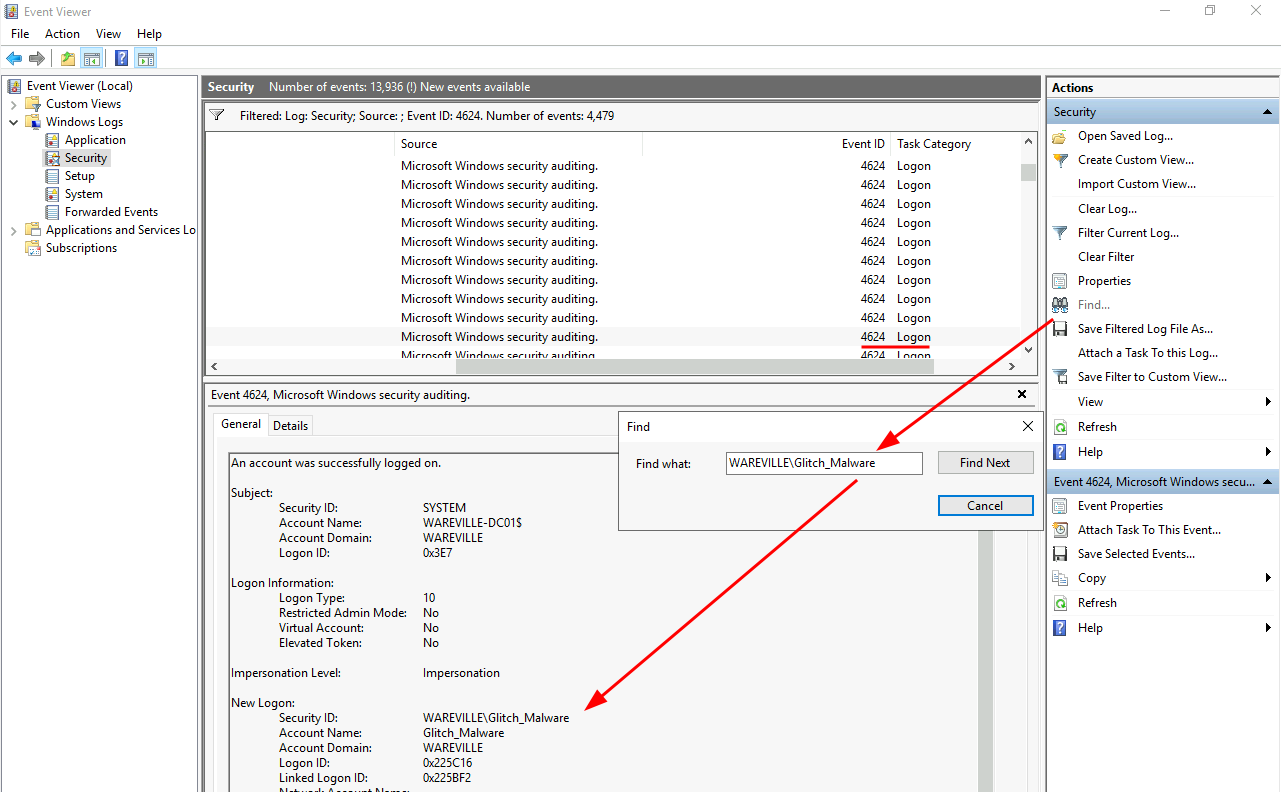 Event Viewer
File Action View Help
Event Viewer (Local)
Custom Views
Windows Logs
Application
Security
Setup
System
Forwarded Events
Applications and Services Lo
Subscriptions
Security Number of events: 13,936 (!) New events available
Filtered: Log: Security; Source: ; Event ID: 4624. Number of events: 4,479
Source Event ID Task Category
Microsoft Windows security auditing. 4624 Logon
Microsoft Windows security auditing. 4624 Logon
Microsoft Windows security auditing. 4624 Logon
Microsoft Windows security auditing. 4624 Logon
Microsoft Windows security auditing. 4624 Logon
Microsoft Windows security auditing. 4624 Logon
Microsoft Windows security auditing. 4624 Logon
Microsoft Windows security auditing. 4624 Logon
Microsoft Windows security auditing. 4624 Logon
Microsoft Windows security auditing. 4624 Logon
Microsoft Windows security auditing. 4624 Logon
Event 4624, Microsoft Windows security auditing.
General Details
An account was successfully logged on.
Subject:
Security ID: SYSTEM
Account Name: WAREVILLE-DC01$
Account Domain: WAREVILLE
Logon ID: 0x3E7
Logon Information:
Logon Type: 10
Restricted Admin Mode: No
Virtual Account: No
Elevated Token: No
Impersonation Level: Impersonation
New Logon:
Security ID: WAREVILLE\Glitch_Malware
Account Name: Glitch_Malware
Account Domain: WAREVILLE
Logon ID: 0x225C16
Linked Logon ID: 0x225BF2
Network Account Name:
Find
Find what: WAREVILLE\Glitch_Malware Find Next
Cancel
Actions
Security
Open Saved Log...
Create Custom View...
Import Custom View...
Clear Log...
Filter Current Log...
Clear Filter
Properties
Find...
Save Filtered Log File As...
Attach a Task To this Log...
Save Filter to Custom View...
View
Refresh
Help
Event 4624, Microsoft Windows secu...
Event Properties
Attach Task To This Event...
Save Selected Events...
Copy
Refresh
Help